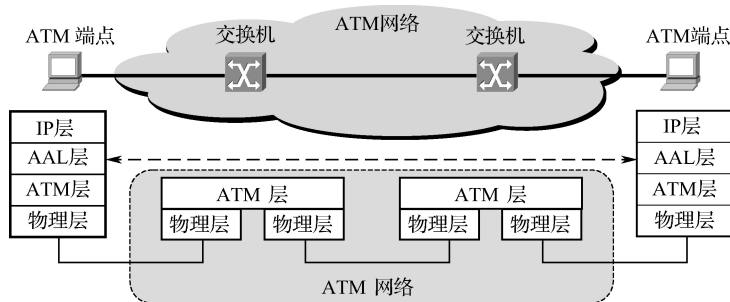 ATM网络
ATM 端点
交换机
交换机
ATM端点
IP层
AAL层
ATM层
物理层
ATM 层
物理层
物理层
ATM 层
物理层
物理层
IP层
AAL层
ATM层
物理层
ATM 网络